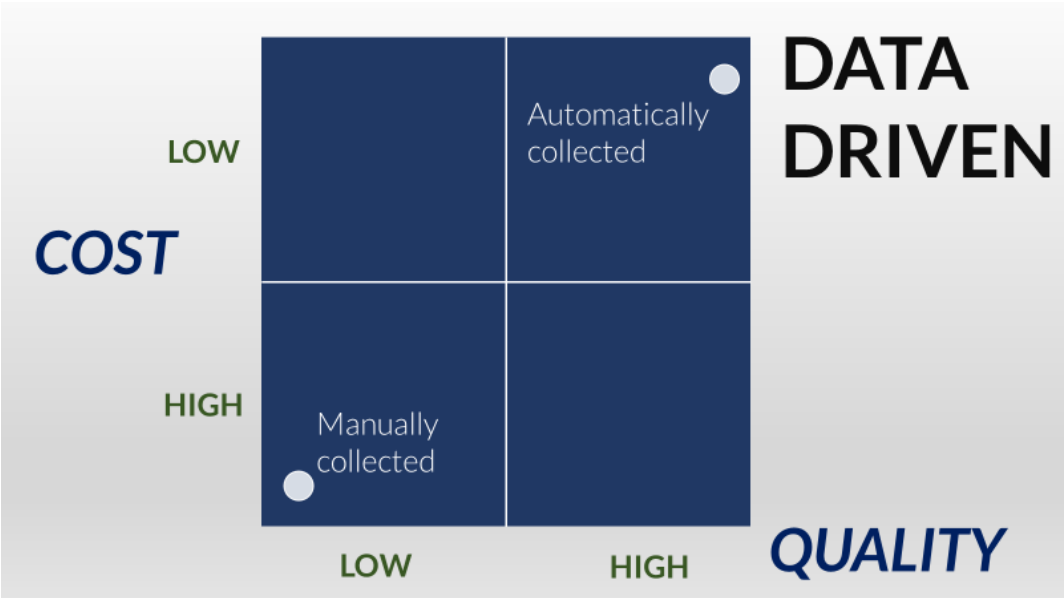 DATA
DRIVEN
Automatically
collected
LOW
COST
HIGH
Manually
collected
LOW
HIGH
QUALITY